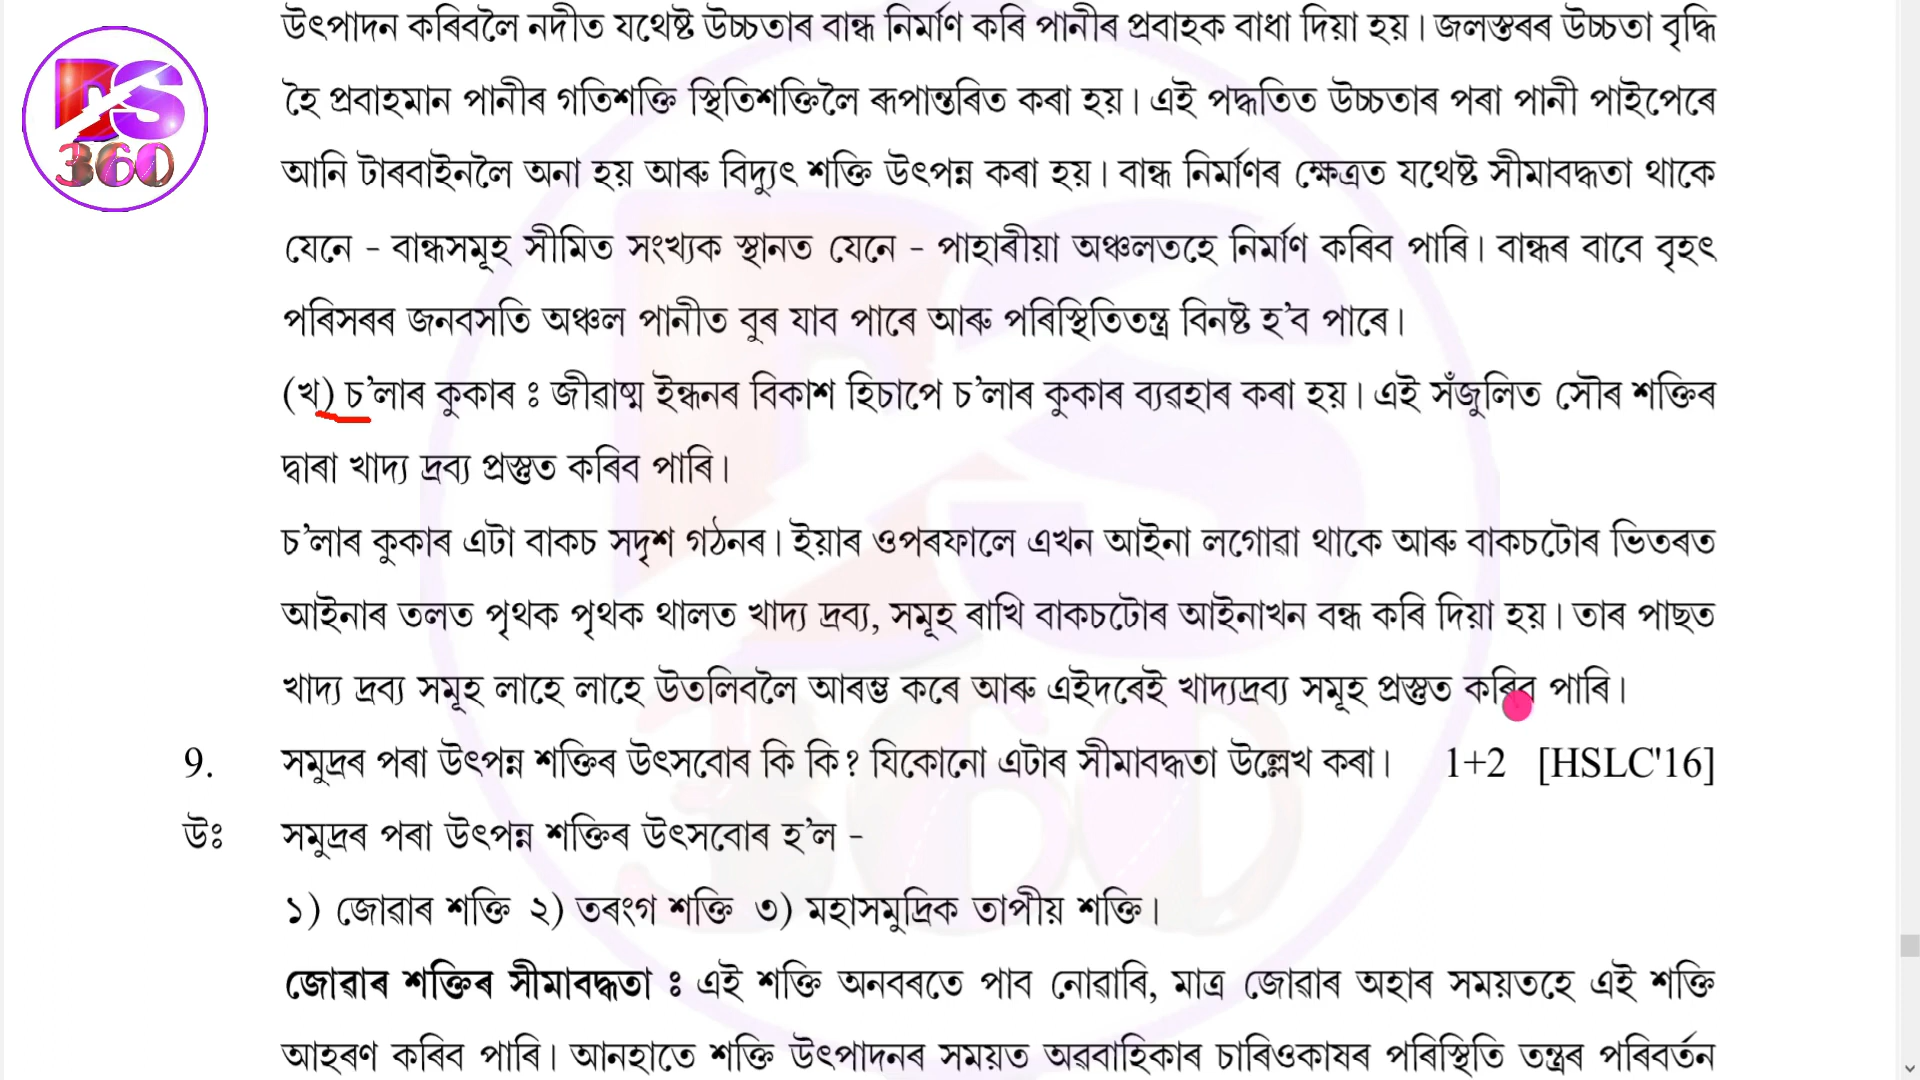 DS
360
উৎপাদন কৰিবলৈ নদীত যথেষ্ট উচ্চতাৰ বান্ধ নিৰ্মাণ কৰি পানীৰ প্ৰবাহক বাধা দিয়া হয়। জলস্তৰৰ উচ্চতা বৃদ্ধি
হৈ প্ৰবাহমান পানীৰ গতিশক্তি স্থিতিশক্তিলৈ ৰূপান্তৰিত কৰা হয়। এই পদ্ধতিত উচ্চতাৰ পৰা পানী পাইপেৰে
আনি টাৰবাইনলৈ অনা হয় আৰু বিদ্যুৎ শক্তি উৎপন্ন কৰা হয়। বান্ধ নিৰ্মাণৰ ক্ষেত্ৰত যথেষ্ট সীমাবদ্ধতা থাকে
যেনে - বান্ধসমূহ সীমিত সংখ্যক স্থানত যেনে - পাহাৰীয়া অঞ্চলতহে নিৰ্মাণ কৰিব পাৰি। বান্ধৰ বাবে বৃহৎ
পৰিসৰৰ জনবসতি অঞ্চল পানীত বুৰ যাব পাৰে আৰু পৰিস্থিতিতন্ত্ৰ বিনষ্ট হ’ব পাৰে।
(খ) চ’লাৰ কুকাৰ ঃ জীৱাষ্ম ইন্ধনৰ বিকাশ হিচাপে চ’লাৰ কুকাৰ ব্যৱহাৰ কৰা হয়। এই সঁজুলিত সৌৰ শক্তিৰ
দ্বাৰা খাদ্য দ্ৰব্য প্ৰস্তুত কৰিব পাৰি।
চ’লাৰ কুকাৰ এটা বাকচ সদৃশ গঠনৰ। ইয়াৰ ওপৰফালে এখন আইনা লগোৱা থাকে আৰু বাকচটোৰ ভিতৰত
আইনাৰ তলত পৃথক পৃথক থালত খাদ্য দ্ৰব্য, সমূহ ৰাখি বাকচটোৰ আইনাখন বন্ধ কৰি দিয়া হয়। তাৰ পাছত
খাদ্য দ্ৰব্য সমূহ লাহে লাহে উতলিবলৈ আৰম্ভ কৰে আৰু এইদৰেই খাদ্যদ্ৰব্য সমূহ প্ৰস্তুত কৰিব পাৰি।
9. সমুদ্ৰৰ পৰা উৎপন্ন শক্তিৰ উৎসবোৰ কি কি? যিকোনো এটাৰ সীমাবদ্ধতা উল্লেখ কৰা। 1+2 [HSLC'16]
উঃ সমুদ্ৰৰ পৰা উৎপন্ন শক্তিৰ উৎসবোৰ হ’ল -
১) জোৱাৰ শক্তি ২) তৰংগ শক্তি ৩) মহাসমুদ্ৰিক তাপীয় শক্তি।
জোৱাৰ শক্তিৰ সীমাবদ্ধতা ঃ এই শক্তি অনবৰতে পাব নোৱাৰি, মাত্ৰ জোৱাৰ অহাৰ সময়তহে এই শক্তি
আহৰণ কৰিব পাৰি। আনহাতে শক্তি উৎপাদনৰ সময়ত অৱবাহিকাৰ চাৰিওকাষৰ পৰিস্থিতি তন্ত্ৰৰ পৰিবৰ্তন